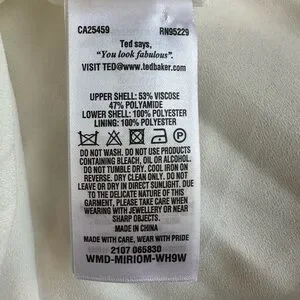 CA25459 RN95229
Ted says,
"You look fabulous".
VISIT TED@www.tedbaker.com
UPPER SHELL: 53% VISCOSE
47% POLYAMIDE
LOWER SHELL: 100% POLYESTER
LINING: 100% POLYESTER
DO NOT WASH. DO NOT USE PRODUCTS
CONTAINING BLEACH, OIL OR ALCOHOL.
DO NOT TUMBLE DRY. COOL IRON ON
REVERSE. DRY CLEAN ONLY. DO NOT
LEAVE OR DRY IN DIRECT SUNLIGHT. DUE
TO THE DELICATE NATURE OF THIS
GARMENT, PLEASE TAKE CARE WHEN
WEARING WITH JEWELLERY OR NEAR
SHARP OBJECTS.
MADE IN CHINA
MADE WITH CARE, WEAR WITH PRIDE
2107 065830
WMD-MIRIOM-WH9W